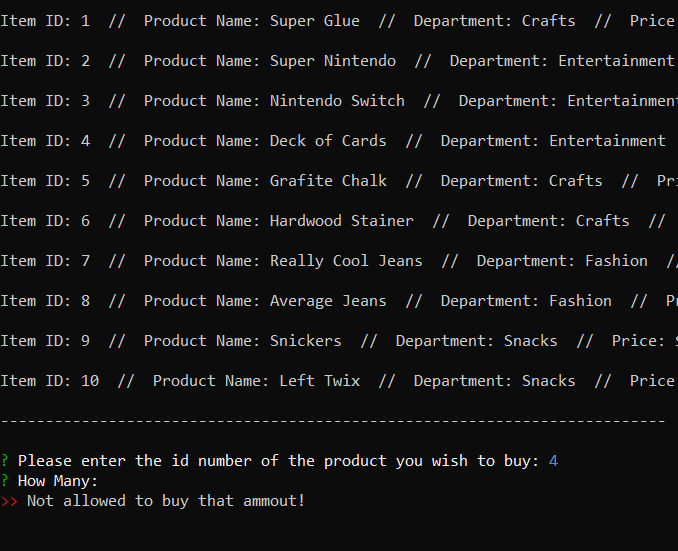 Item ID: 1  //  Product Name: Super Glue  //  Department: Crafts  //  Price
Item ID: 2  //  Product Name: Super Nintendo  //  Department: Entertainment
Item ID: 3  //  Product Name: Nintendo Switch  //  Department: Entertainment
Item ID: 4  //  Product Name: Deck of Cards  //  Department: Entertainment
Item ID: 5  //  Product Name: Grafite Chalk  //  Department: Crafts  //  Pri
Item ID: 6  //  Product Name: Hardwood Stainer  //  Department: Crafts  //
Item ID: 7  //  Product Name: Really Cool Jeans  //  Department: Fashion  //
Item ID: 8  //  Product Name: Average Jeans  //  Department: Fashion  //  Pr
Item ID: 9  //  Product Name: Snickers  //  Department: Snacks  //  Price: $
Item ID: 10  //  Product Name: Left Twix  //  Department: Snacks  //  Price
--------------------------------------------------------------------------
? Please enter the id number of the product you wish to buy: 4
? How Many:
>> Not allowed to buy that ammout!